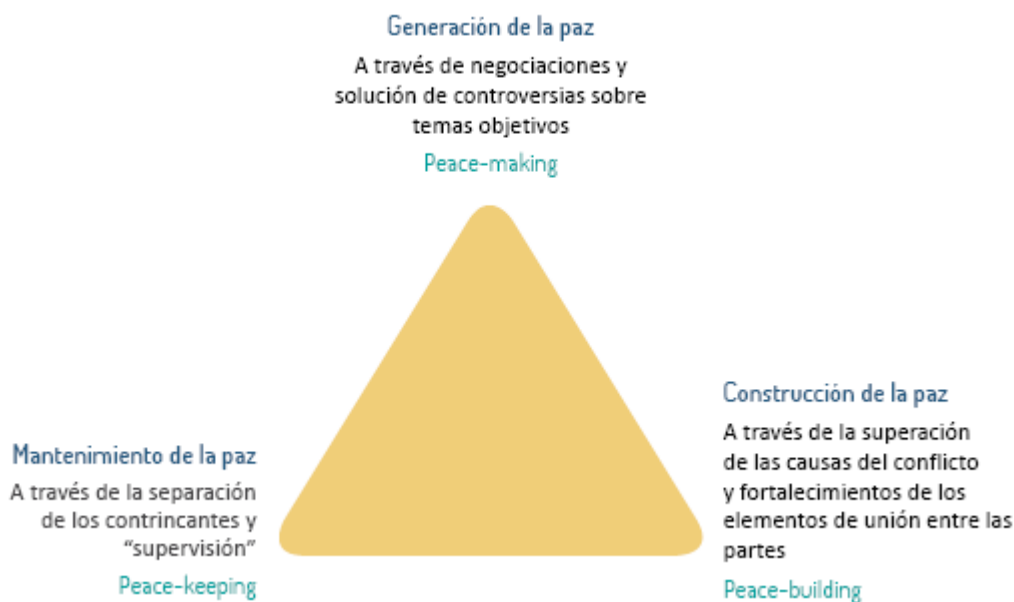 Generación de la paz
A través de negociaciones y
solución de controversias sobre
temas objetivos
Peace-making
Mantenimiento de la paz
A través de la separación
de los contrincantes y
“supervisión”
Peace-keeping
Construcción de la paz
A través de la superación
de las causas del conflicto
y fortalecimientos de los
elementos de unión entre las
partes
Peace-building